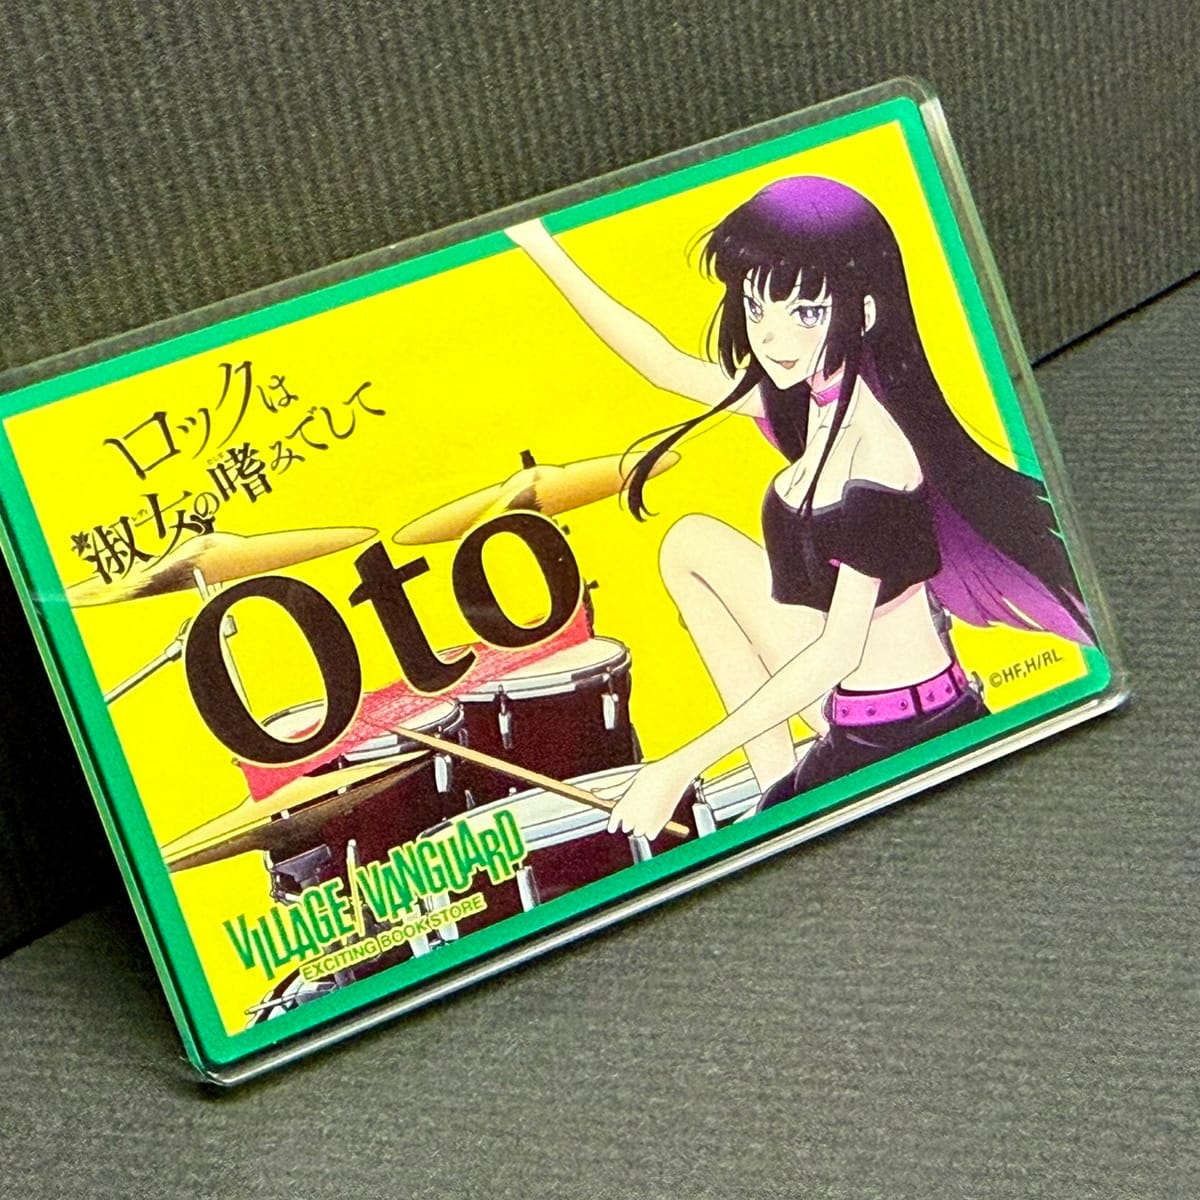 ロックは
淑女の嗜みでして
Oto
VILLAGE/VANGUARD
EXCITING BOOK STORE
©HF,H/RL